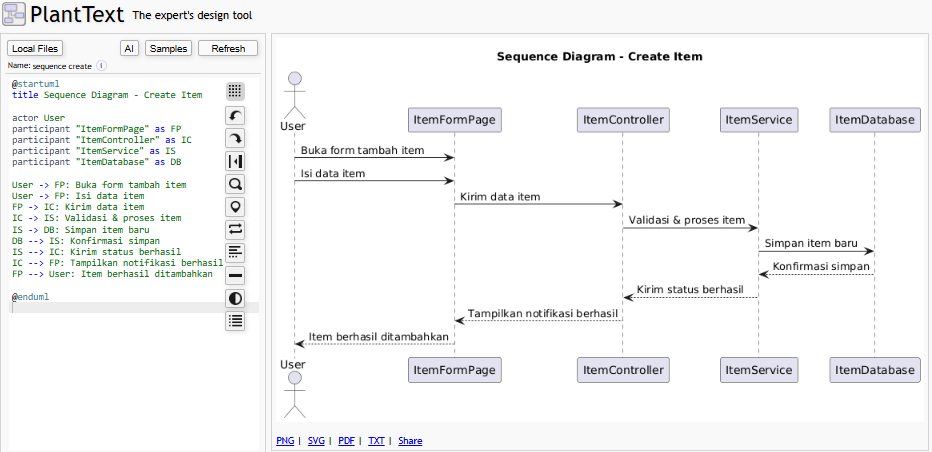 PlantText The expert's design tool
Local Files AI Samples Refresh
Name: sequence create i
@startuml
title Sequence Diagram - Create Item
actor User
participant "ItemFormPage" as FP
participant "ItemController" as IC
participant "ItemService" as IS
participant "ItemDatabase" as DB
User -> FP: Buka form tambah item
User -> FP: Isi data item
FP -> IC: Kirim data item
IC -> IS: Validasi & proses item
IS -> DB: Simpan item baru
DB --> IS: Konfirmasi simpan
IS --> IC: Kirim status berhasil
IC --> FP: Tampilkan notifikasi berhasil
FP --> User: Item berhasil ditambahkan
@enduml
Sequence Diagram - Create Item
User ItemFormPage ItemController ItemService ItemDatabase
Buka form tambah item
Isi data item
Kirim data item
Validasi & proses item
Simpan item baru
Konfirmasi simpan
Kirim status berhasil
Tampilkan notifikasi berhasil
Item berhasil ditambahkan
User ItemFormPage ItemController ItemService ItemDatabase
PNG | SVG | PDF | TXT | Share